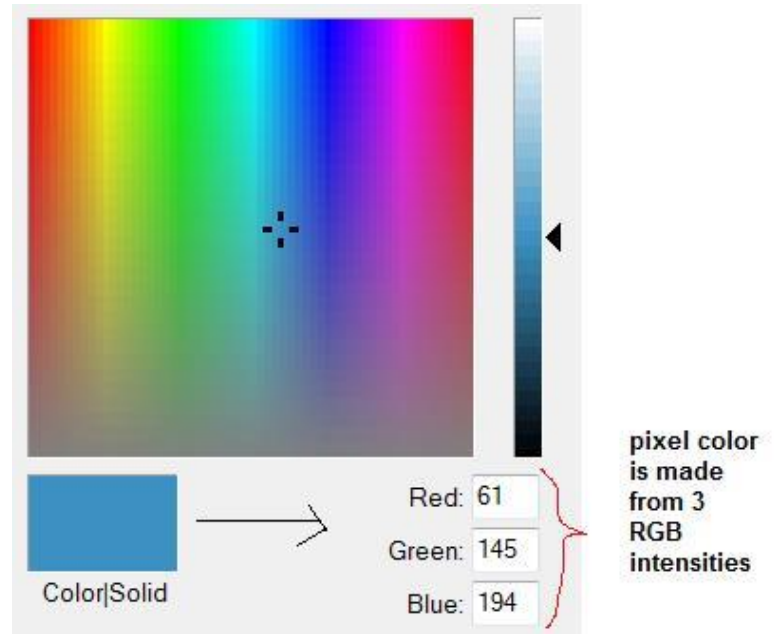 Red: 61
Green: 145
Blue: 194
Color|Solid
pixel color
is made
from 3
RGB
intensities